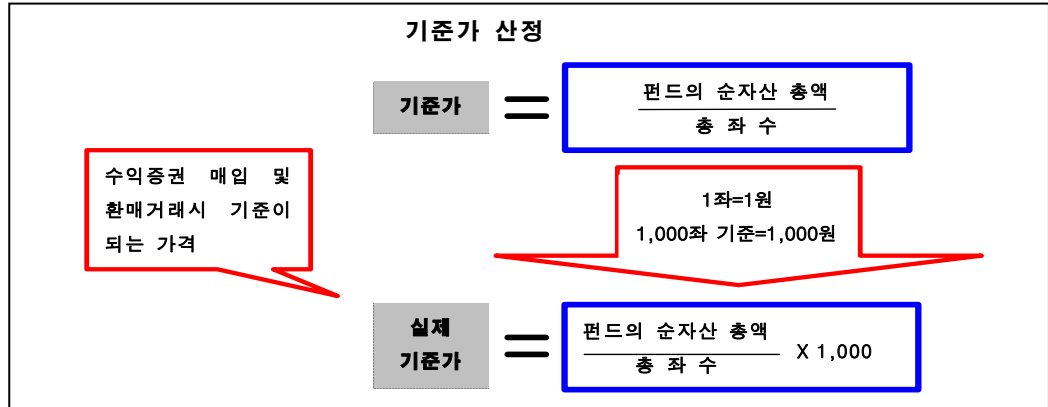 기준가 산정
기준가 = 펀드의 순자산 총액
총 좌 수
수익증권 매입 및
환매거래시 기준이
되는 가격
1좌=1원
1,000좌 기준=1,000원
실제
기준가 = 펀드의 순자산 총액
총 좌 수 X 1,000